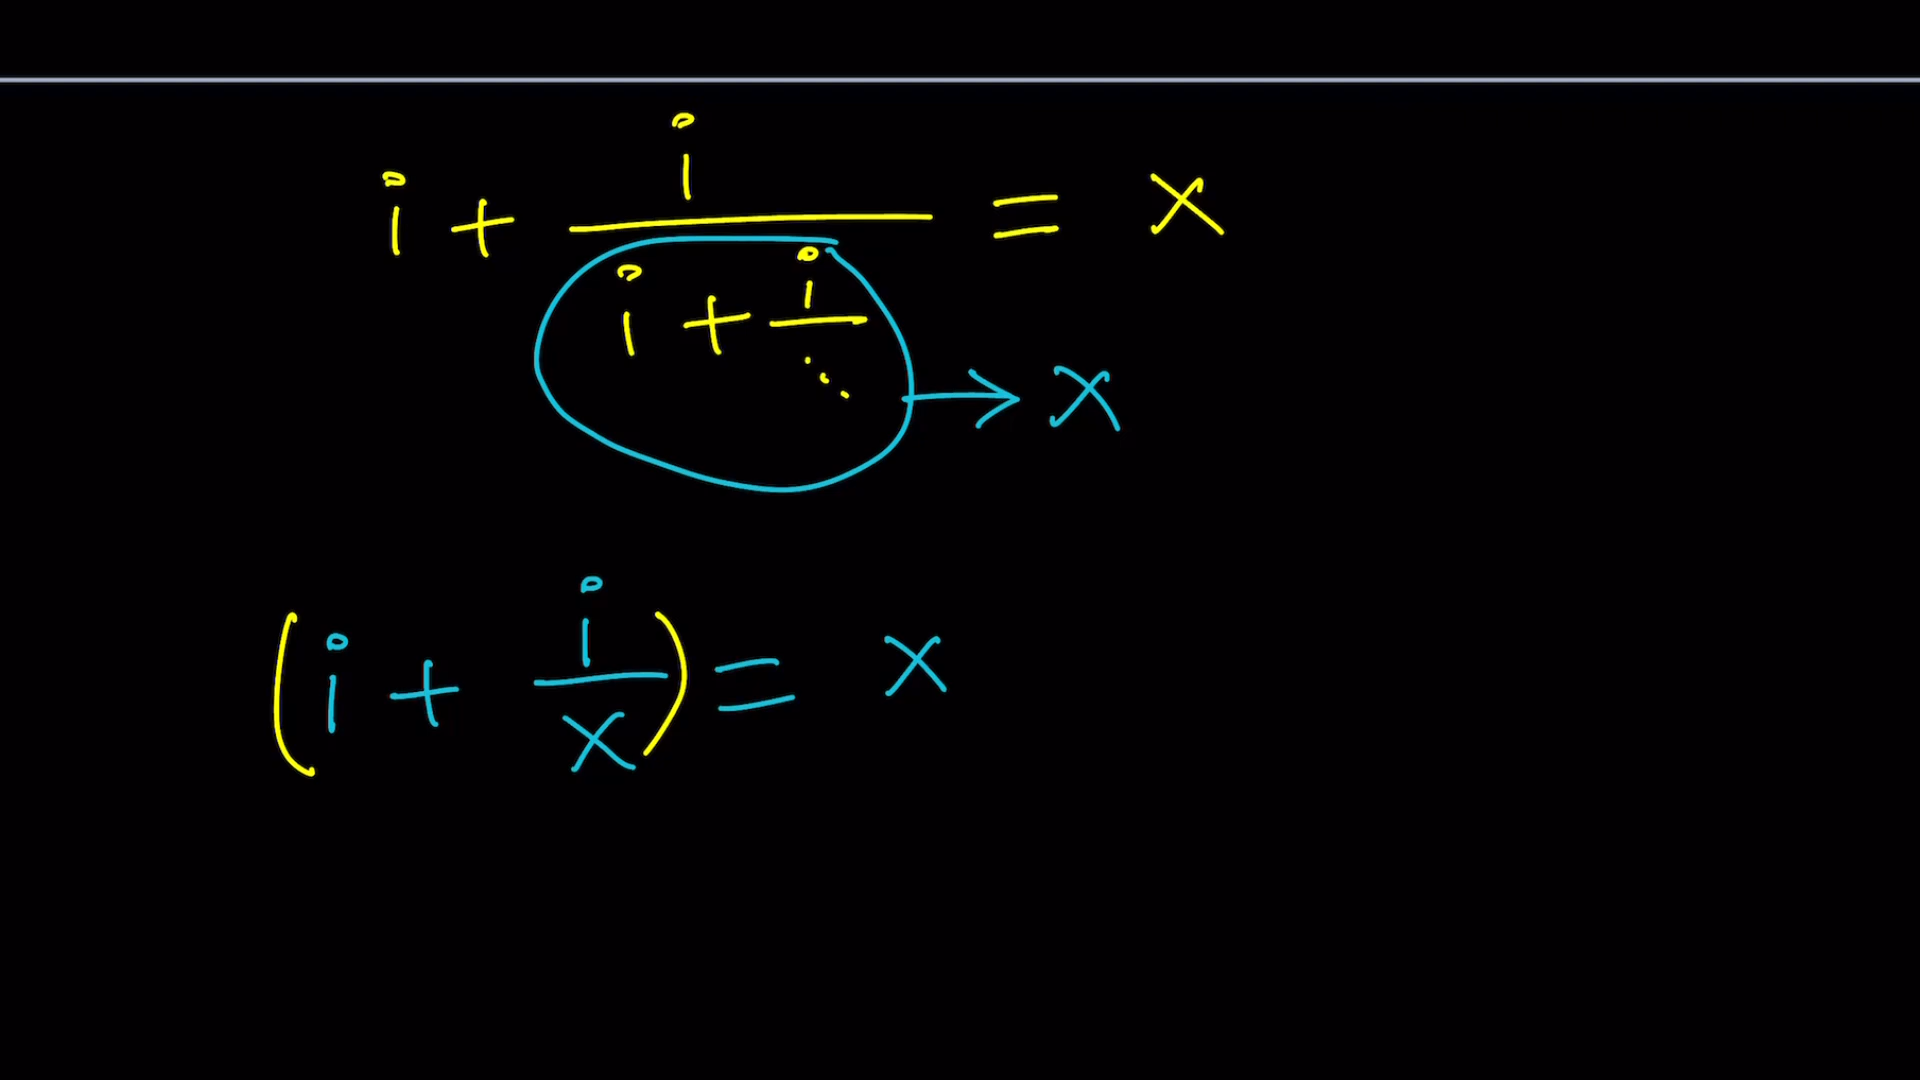 i + i / (i + i / ⋱) = x
→ x
(i + i / x) = x